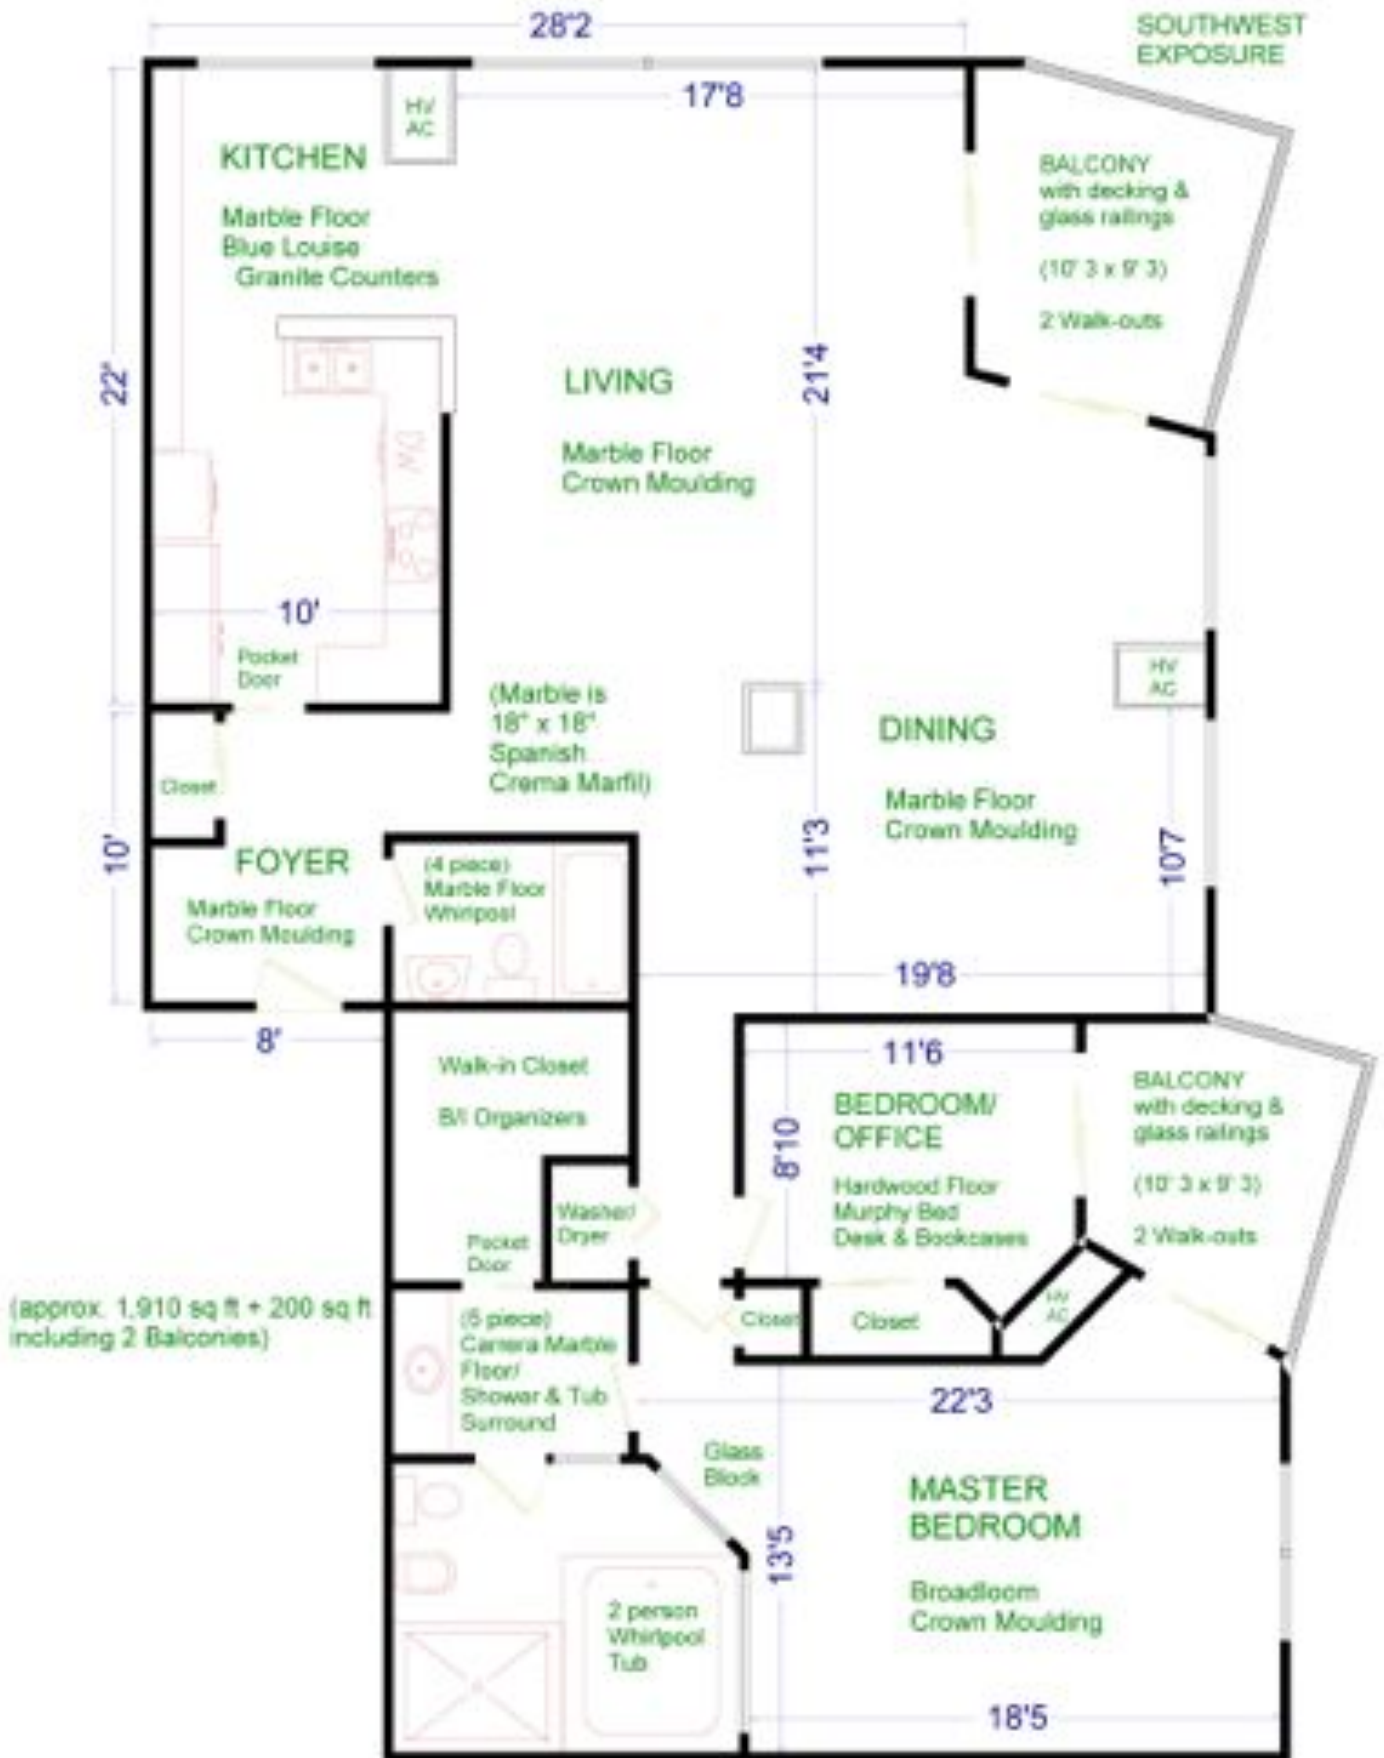 28'2
SOUTHWEST
EXPOSURE
17'8
HV
AC
KITCHEN
Marble Floor
Blue Louise
Granite Counters
BALCONY
with decking &
glass railings
(10' 3 x 9' 3)
2 Walk-outs
22'
LIVING
Marble Floor
Crown Moulding
21'4
DW
10'
Pocket
Door
HV
AC
(Marble is
18" x 18"
Spanish
Crema Marfil)
DINING
Marble Floor
Crown Moulding
Closet
10'
FOYER
Marble Floor
Crown Moulding
(4 piece)
Marble Floor
Whirlpool
11'3
10'7
19'8
8'
Walk-in Closet
B/I Organizers
11'6
8'10
BEDROOM/
OFFICE
Hardwood Floor
Murphy Bed
Desk & Bookcases
BALCONY
with decking &
glass railings
(10' 3 x 9' 3)
2 Walk-outs
Washer/
Dryer
Pocket
Door
(approx. 1,910 sq ft + 200 sq ft
including 2 Balconies)
(5 piece)
Carrera Marble
Floor/
Shower & Tub
Surround
Closet
Closet
HV
AC
22'3
Glass
Block
MASTER
BEDROOM
Broadloom
Crown Moulding
13'5
2 person
Whirlpool
Tub
18'5